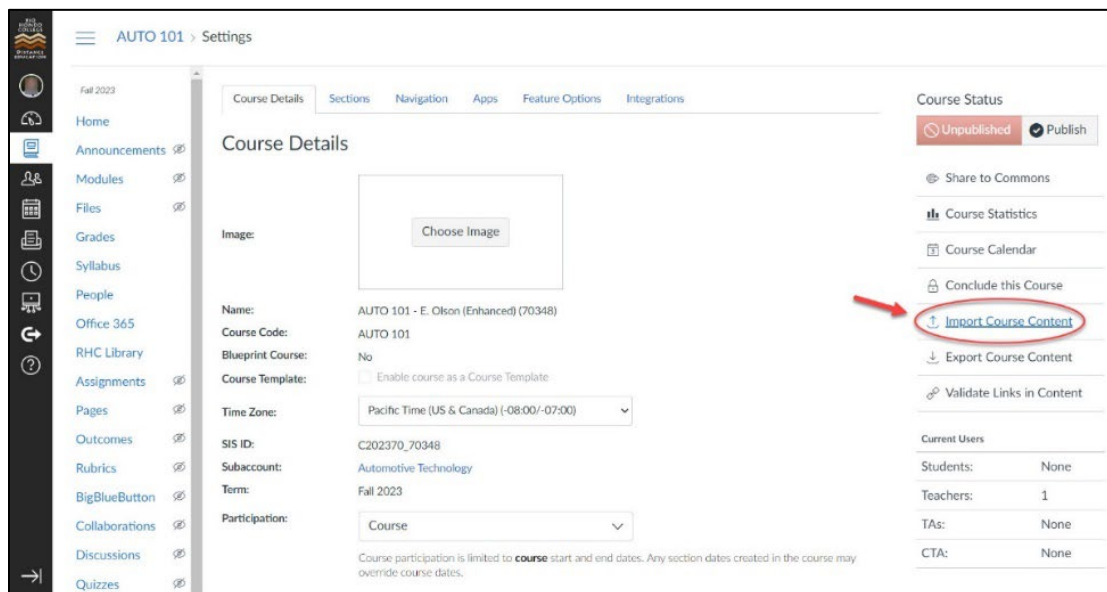 RIO
HONDO
COLLEGE
DISTANCE
EDUCATION
AUTO 101 > Settings
Fall 2023
Home
Announcements
Modules
Files
Grades
Syllabus
People
Office 365
RHC Library
Assignments
Pages
Outcomes
Rubrics
BigBlueButton
Collaborations
Discussions
Quizzes
Course Details Sections Navigation Apps Feature Options Integrations
Course Details
Image: Choose Image
Name: AUTO 101 - E. Olson (Enhanced) (70348)
Course Code: AUTO 101
Blueprint Course: No
Course Template: Enable course as a Course Template
Time Zone: Pacific Time (US & Canada) (-08:00/-07:00)
SIS ID: C202370_70348
Subaccount: Automotive Technology
Term: Fall 2023
Participation: Course
Course participation is limited to course start and end dates. Any section dates created in the course may
override course dates.
Course Status
Unpublished Publish
Share to Commons
Course Statistics
Course Calendar
Conclude this Course
Import Course Content
Export Course Content
Validate Links in Content
Current Users
Students: None
Teachers: 1
TAs: None
CTA: None